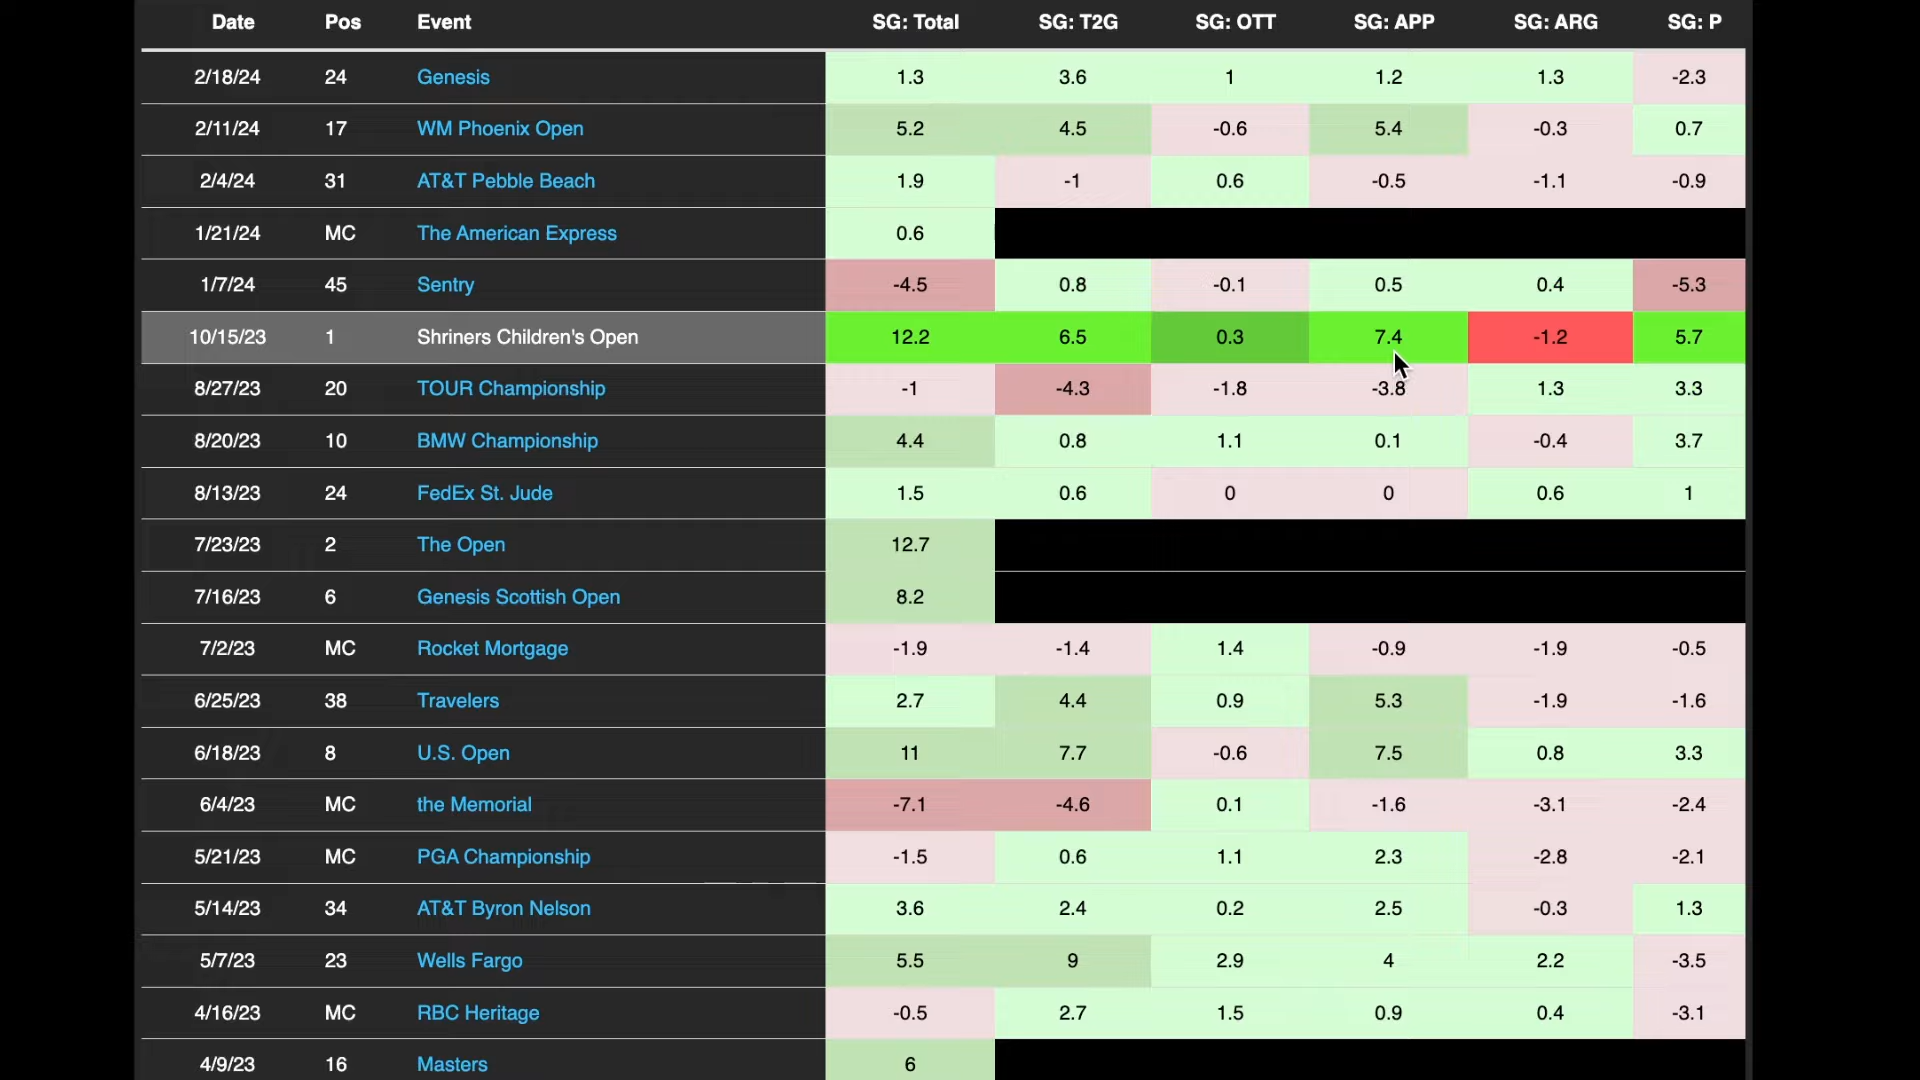 Date Pos Event SG: Total SG: T2G SG: OTT SG: APP SG: ARG SG: P
2/18/24 24 Genesis 1.3 3.6 1 1.2 1.3 -2.3
2/11/24 17 WM Phoenix Open 5.2 4.5 -0.6 5.4 -0.3 0.7
2/4/24 31 AT&T Pebble Beach 1.9 -1 0.6 -0.5 -1.1 -0.9
1/21/24 MC The American Express 0.6
1/7/24 45 Sentry -4.5 0.8 -0.1 0.5 0.4 -5.3
10/15/23 1 Shriners Children's Open 12.2 6.5 0.3 7.4 -1.2 5.7
8/27/23 20 TOUR Championship -1 -4.3 -1.8 -3.8 1.3 3.3
8/20/23 10 BMW Championship 4.4 0.8 1.1 0.1 -0.4 3.7
8/13/23 24 FedEx St. Jude 1.5 0.6 0 0 0.6 1
7/23/23 2 The Open 12.7
7/16/23 6 Genesis Scottish Open 8.2
7/2/23 MC Rocket Mortgage -1.9 -1.4 1.4 -0.9 -1.9 -0.5
6/25/23 38 Travelers 2.7 4.4 0.9 5.3 -1.9 -1.6
6/18/23 8 U.S. Open 11 7.7 -0.6 7.5 0.8 3.3
6/4/23 MC the Memorial -7.1 -4.6 0.1 -1.6 -3.1 -2.4
5/21/23 MC PGA Championship -1.5 0.6 1.1 2.3 -2.8 -2.1
5/14/23 34 AT&T Byron Nelson 3.6 2.4 0.2 2.5 -0.3 1.3
5/7/23 23 Wells Fargo 5.5 9 2.9 4 2.2 -3.5
4/16/23 MC RBC Heritage -0.5 2.7 1.5 0.9 0.4 -3.1
4/9/23 16 Masters 6